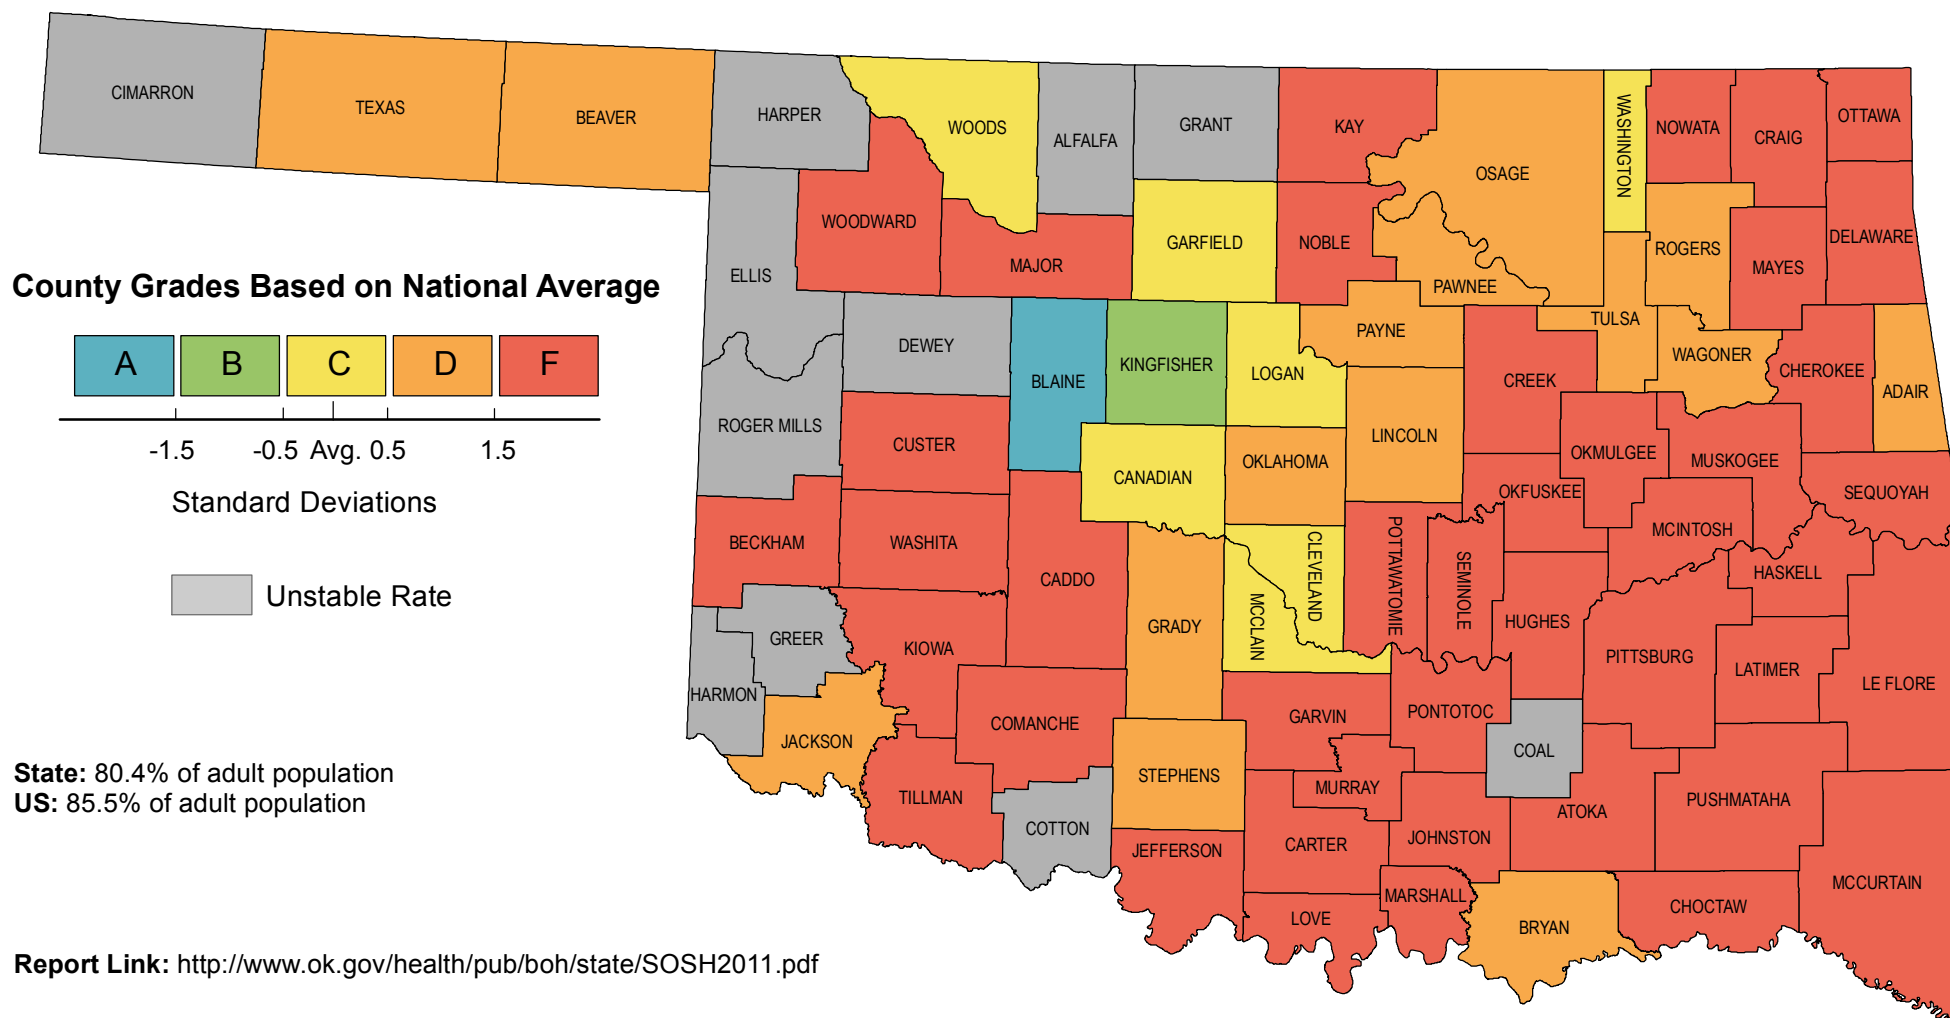 CIMARRON
TEXAS
BEAVER
HARPER
WOODS
ALFALFA
GRANT
KAY
OSAGE
WASHINGTON
NOWATA
CRAIG
OTTAWA
ELLIS
WOODWARD
MAJOR
GARFIELD
NOBLE
PAWNEE
ROGERS
MAYES
DELAWARE
County Grades Based on National Average
A B C D F
-1.5 -0.5 Avg. 0.5 1.5
Standard Deviations
Unstable Rate
DEWEY
BLAINE
KINGFISHER
LOGAN
PAYNE
TULSA
WAGONER
CHEROKEE
ADAIR
CREEK
ROGER MILLS
CUSTER
CANADIAN
OKLAHOMA
LINCOLN
OKMULGEE
MUSKOGEE
SEQUOYAH
OKFUSKEE
MCINTOSH
BECKHAM
WASHITA
CADDO
GRADY
CLEVELAND
MCCLAIN
POTTAWATOMIE
SEMINOLE
HUGHES
HASKELL
PITTSBURG
LATIMER
LE FLORE
GREER
KIOWA
HARMON
JACKSON
COMANCHE
GARVIN
PONTOTOC
COAL
STEPHENS
MURRAY
TILLMAN
COTTON
JEFFERSON
CARTER
JOHNSTON
ATOKA
PUSHMATAHA
MARSHALL
LOVE
BRYAN
CHOCTAW
MCCURTAIN
State: 80.4% of adult population
US: 85.5% of adult population
Report Link: http://www.ok.gov/health/pub/boh/state/SOSH2011.pdf